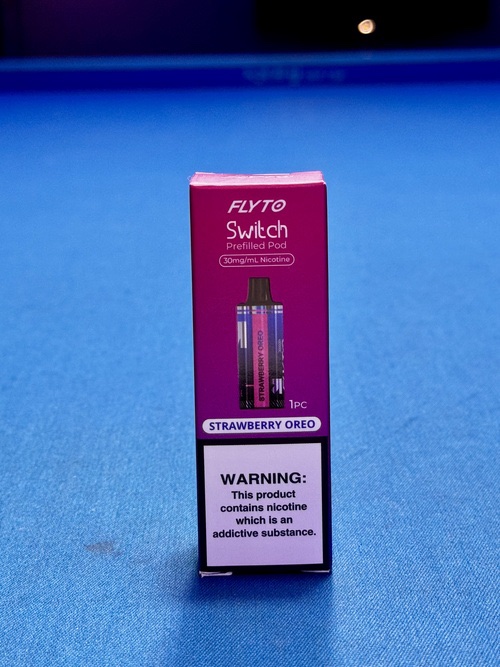 FLYTO
Switch
Prefilled Pod
30mg/mL Nicotine
STRAWBERRY OREO
1PC
STRAWBERRY OREO
WARNING:
This product
contains nicotine
which is an
addictive substance.